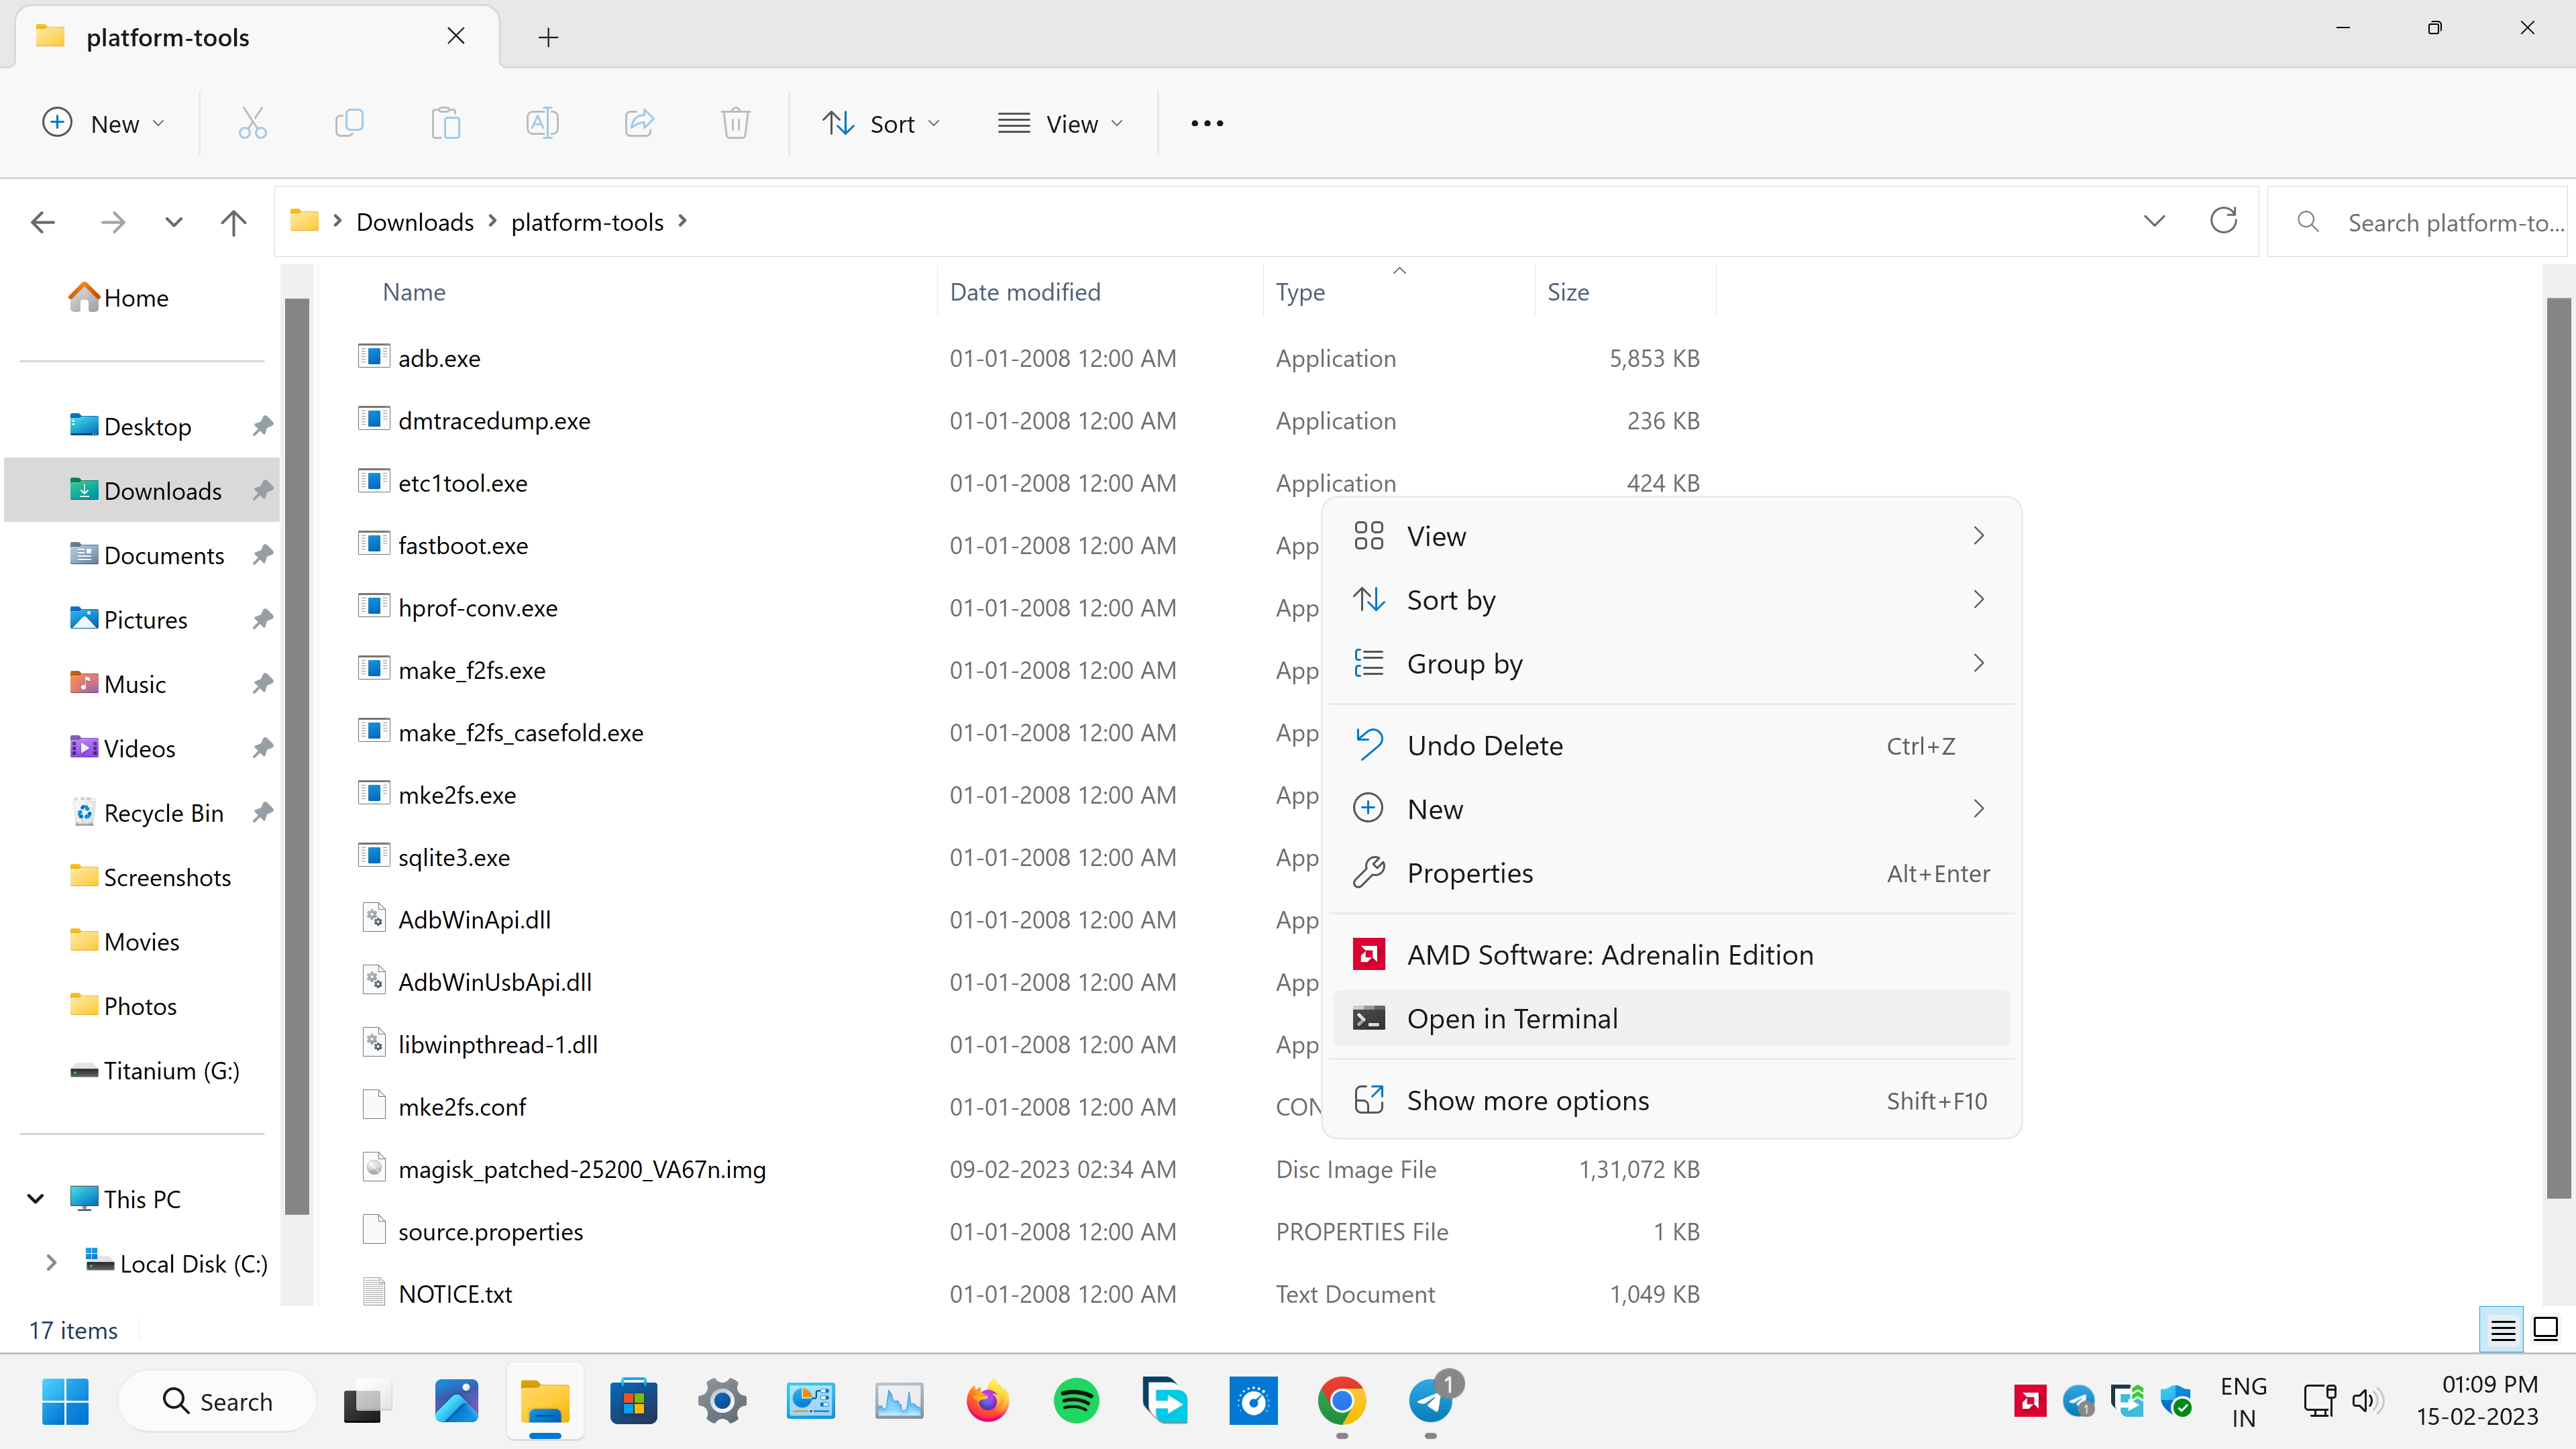 platform-tools
New
Sort
View
Downloads
platform-tools
Search platform-to...
Home
Desktop
Downloads
Documents
Pictures
Music
Videos
Recycle Bin
Screenshots
Movies
Photos
Titanium (G:)
This PC
Local Disk (C:)
Name Date modified Type Size
adb.exe 01-01-2008 12:00 AM Application 5,853 KB
dmtracedump.exe 01-01-2008 12:00 AM Application 236 KB
etc1tool.exe 01-01-2008 12:00 AM Application 424 KB
fastboot.exe 01-01-2008 12:00 AM App
hprof-conv.exe 01-01-2008 12:00 AM App
make_f2fs.exe 01-01-2008 12:00 AM App
make_f2fs_casefold.exe 01-01-2008 12:00 AM App
mke2fs.exe 01-01-2008 12:00 AM App
sqlite3.exe 01-01-2008 12:00 AM App
AdbWinApi.dll 01-01-2008 12:00 AM App
AdbWinUsbApi.dll 01-01-2008 12:00 AM App
libwinpthread-1.dll 01-01-2008 12:00 AM App
mke2fs.conf 01-01-2008 12:00 AM CON
magisk_patched-25200_VA67n.img 09-02-2023 02:34 AM Disc Image File 1,31,072 KB
source.properties 01-01-2008 12:00 AM PROPERTIES File 1 KB
NOTICE.txt 01-01-2008 12:00 AM Text Document 1,049 KB
View
Sort by
Group by
Undo Delete Ctrl+Z
New
Properties Alt+Enter
AMD Software: Adrenalin Edition
Open in Terminal
Show more options Shift+F10
17 items
Search
1
1
ENG
IN
01:09 PM
15-02-2023